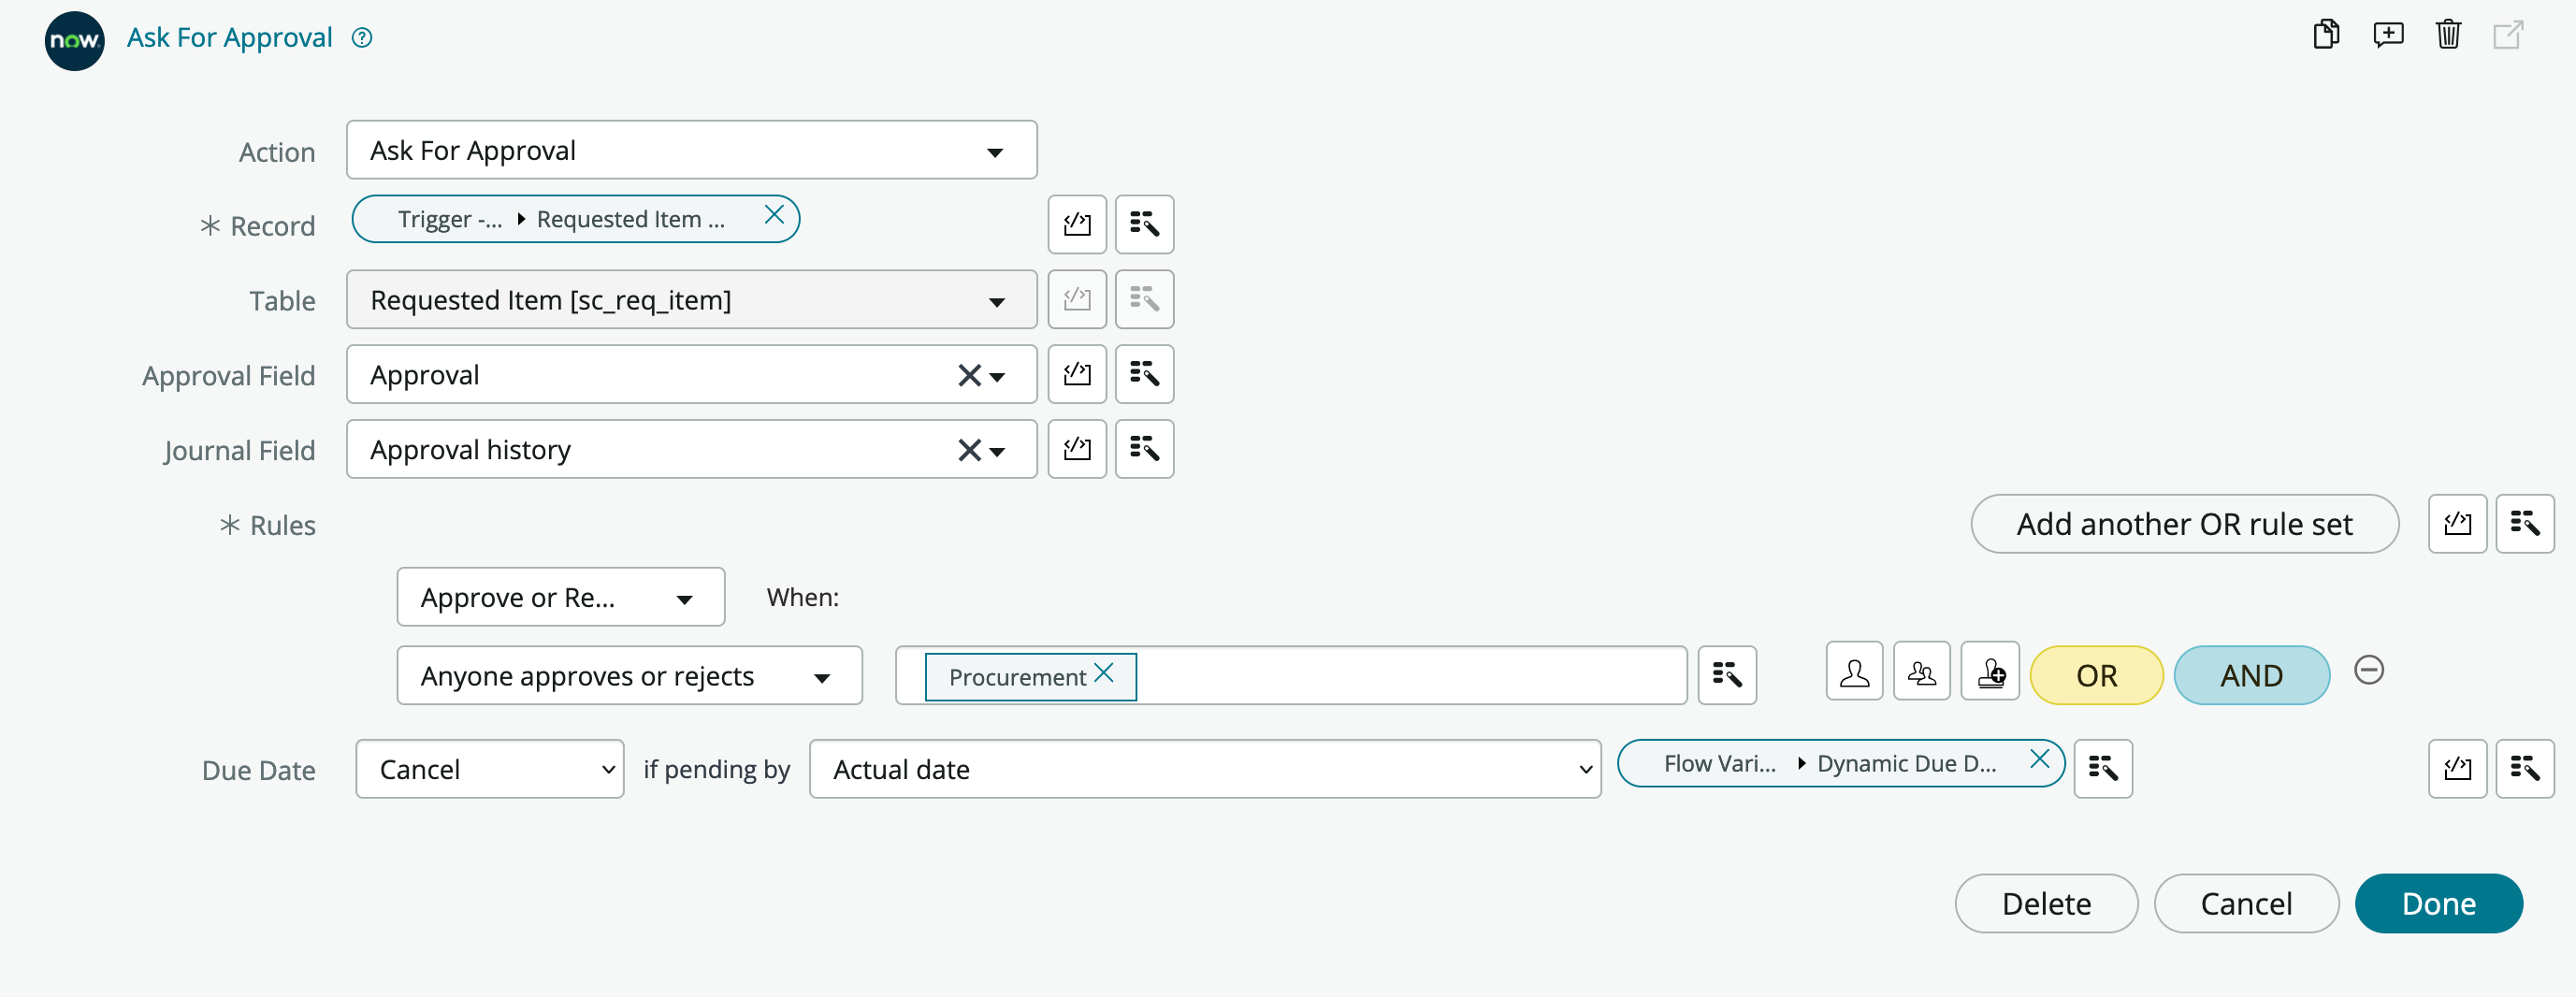 now. Ask For Approval ?
Action Ask For Approval
* Record Trigger -... Requested Item ...
Table Requested Item [sc_req_item]
Approval Field Approval
Journal Field Approval history
* Rules Add another OR rule set
Approve or Re... When:
Anyone approves or rejects Procurement OR AND
Due Date Cancel if pending by Actual date Flow Vari... Dynamic Due D...
Delete Cancel Done